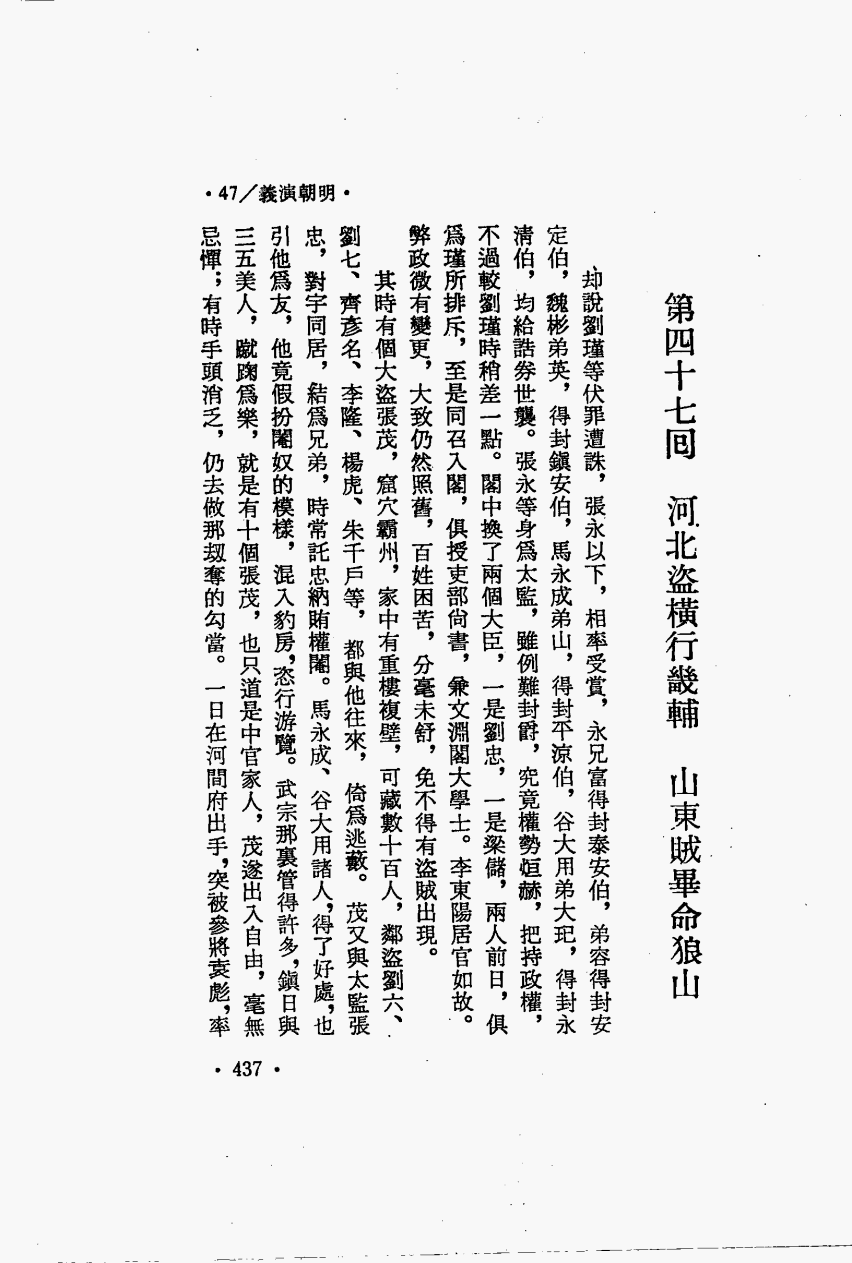 ·47／義演朝明·
第四十七回　河北盜橫行畿輔　山東賊畢命狼山
却說劉瑾等伏罪遭誅，張永以下，相率受賞，永兄富得封泰安伯，弟容得封安
定伯，魏彬弟英，得封鎮安伯，馬永成弟山，得封平涼伯，谷大用弟大玘，得封永
清伯，均給誥券世襲。張永等身爲太監，雖例難封爵，究竟權勢烜赫，把持政權，
不過較劉瑾時稍差一點。閣中換了兩個大臣，一是劉忠，一是梁儲，兩人前日，俱
爲瑾所排斥，至是同召入閣，俱授吏部尙書，兼文淵閣大學士。李東陽居官如故。
弊政微有變更，大致仍然照舊，百姓困苦，分毫未舒，免不得有盜賊出現。
其時有個大盜張茂，窟穴霸州，家中有重樓複壁，可藏數十百人，鄰盜劉六、
劉七、齊彥名、李隆、楊虎、朱千戶等，都與他往來，倚爲逃藪。茂又與太監張
忠，對宇同居，結爲兄弟，時常託忠納賄權閹。馬永成、谷大用諸人，得了好處，也
引他爲友，他竟假扮閹奴的模樣，混入豹房，恣行游覽。武宗那裏管得許多，鎭日與
三五美人，蹴踘爲樂，就是有十個張茂，也只道是中官家人，茂遂出入自由，毫無
忌憚；有時手頭消乏，仍去做那刼奪的勾當。一日在河間府出手，突被參將袁彪，率
·437·